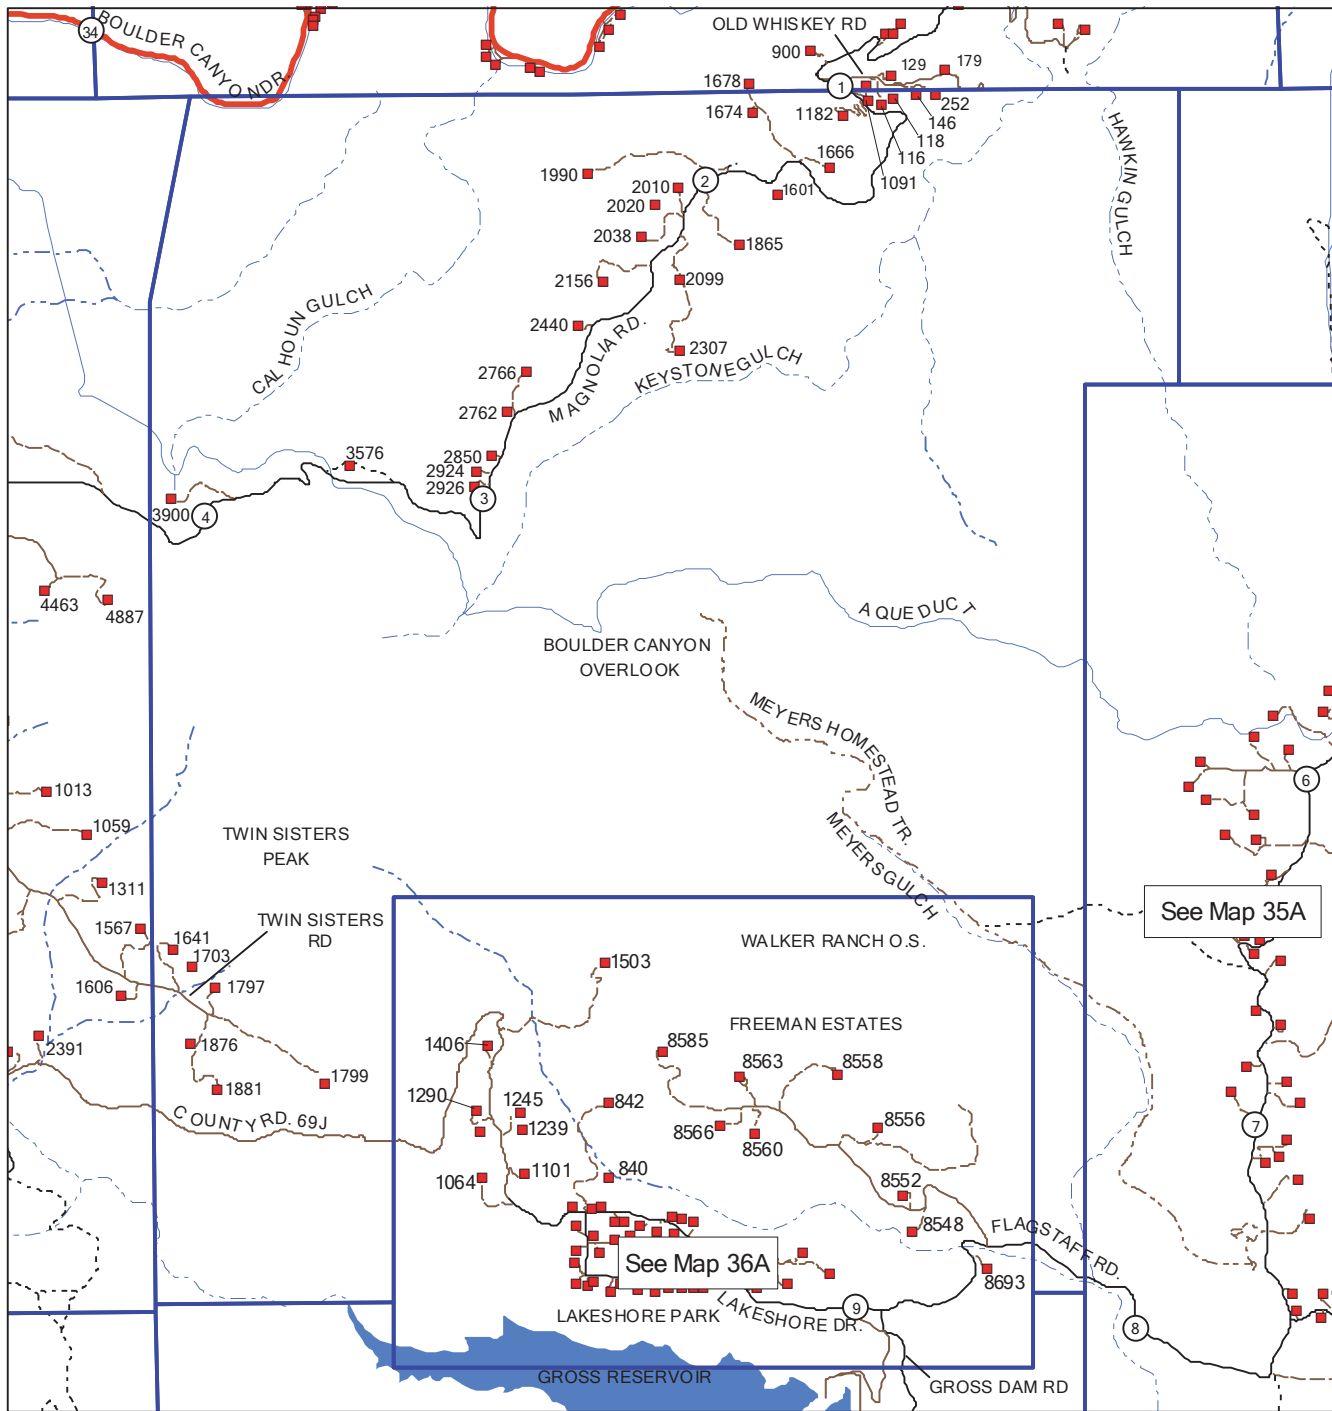 34
BOULDER CANYO NDR.
OLD WHISKEY RD
900
129
179
1678
1
1674
1182
252
146
118
116
1091
1666
1990
2
2010
1601
2020
2038
1865
HAWKIN GULCH
2156
2099
CALHOUN GULCH
2440
MAGNOLIA RD.
2307
KEYSTONE GULCH
2766
2762
3576
2850
2924
2926
3
3900
4
4463
4887
AQUEDUCT
BOULDER CANYON
OVERLOOK
MEYERS HOMESTEAD TR.
6
1013
1059
TWIN SISTERS
PEAK
MEYERS GULCH
1311
See Map 35A
1567
TWIN SISTERS
RD
1641
WALKER RANCH O.S.
1703
1503
1606
1797
FREEMAN ESTATES
2391
1876
1406
8585
8563
8558
1799
1881
1290
1245
842
COUNTY RD. 69J
1239
8566
8560
8556
7
1101
840
1064
8552
8548
FLAGSTAFF RD.
See Map 36A
8693
LAKESHORE PARK
LAKESHORE DR.
9
8
GROSS RESERVOIR
GROSS DAM RD